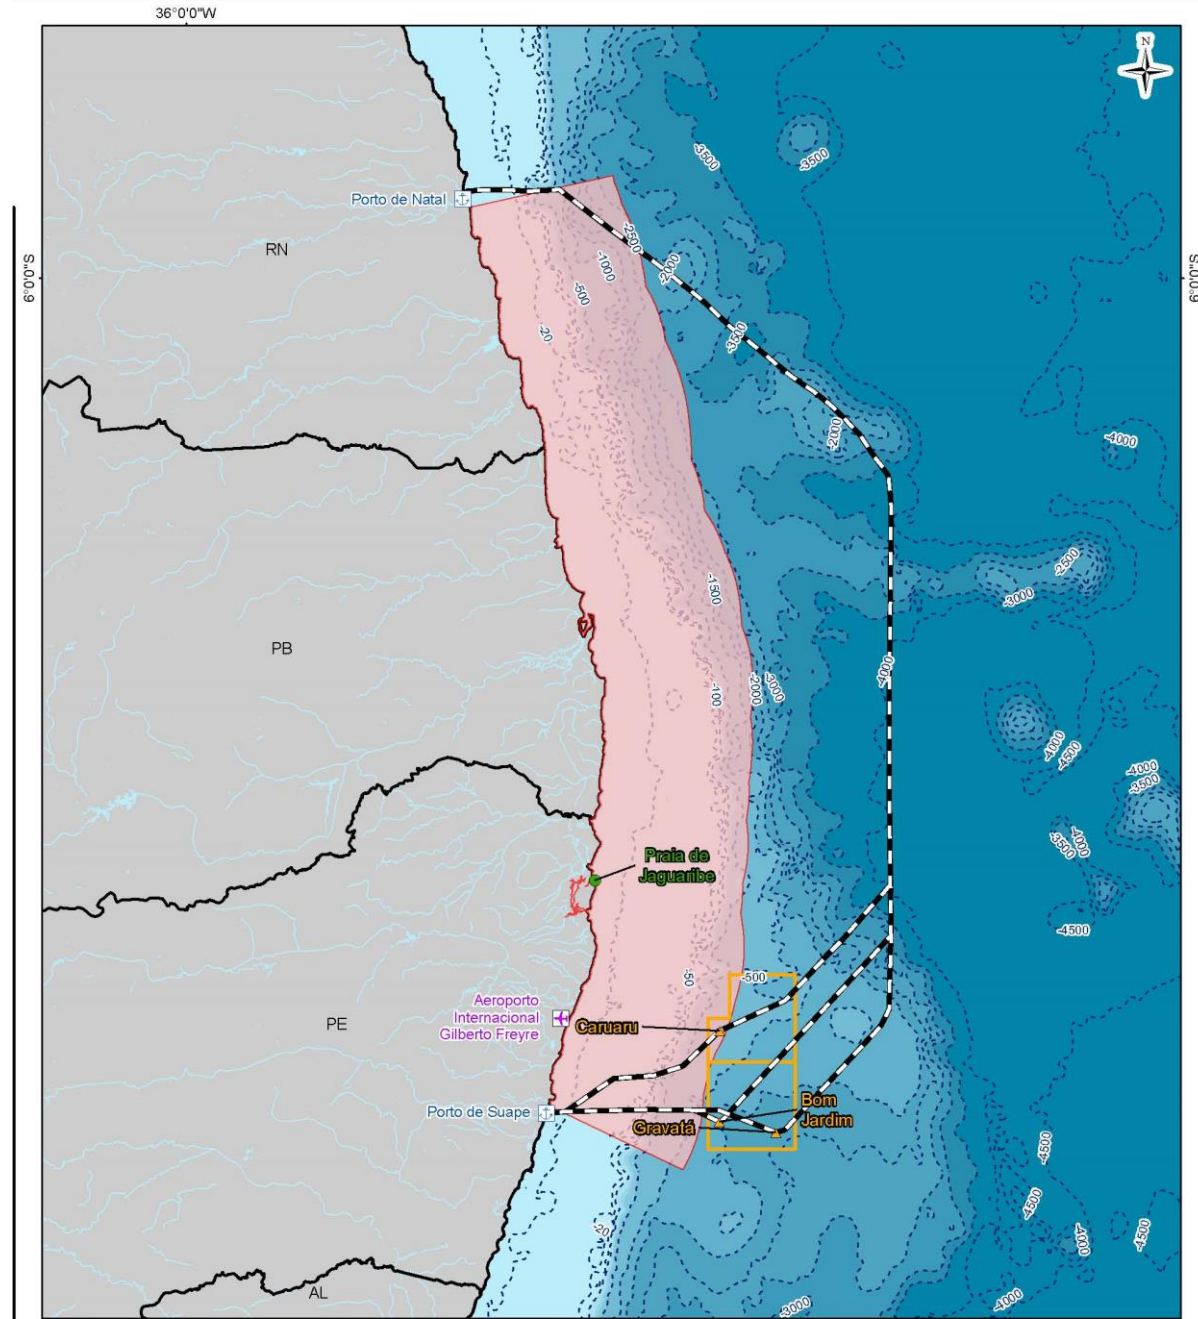 36°0'0"W
N
-3500
-3500
Porto de Natal
RN
-2500
-1000
-2000
6°0'0"S
6°0'0"S
-500
-20
-3500
-2000
-4000
-2500
-1500
-3000
PB
-4000
-100
-2000
-3000
-4000
-4500
-4000
-3500
-4000
-3500
Praia de
Jaguaribe
-4500
-50
-500
Aeroporto
Internacional
Gilberto Freyre
PE
Caruaru
Porto de Suape
Bom
Jardim
Gravatá
-4500
-20
-4500
-4000
-4500
AL
-3000
-4000